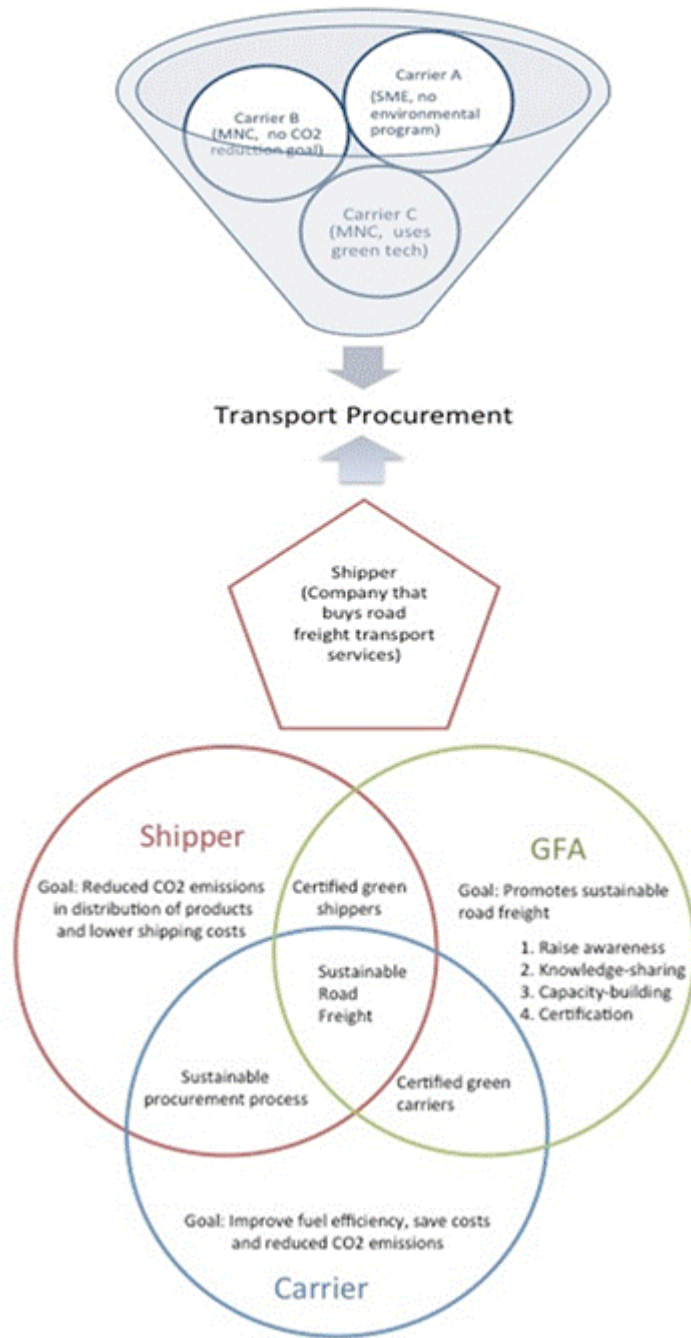 Carrier A
(SME, no
environmental
program)
Carrier B
(MNC, no CO2
reduction goal)
Carrier C
(MNC, uses
green tech)
Transport Procurement
Shipper
(Company that
buys road
freight transport
services)
Shipper
Goal: Reduced CO2 emissions
in distribution of products
and lower shipping costs
Certified green
shippers
GFA
Goal: Promotes sustainable
road freight
1. Raise awareness
2. Knowledge-sharing
3. Capacity-building
4. Certification
Sustainable
Road
Freight
Sustainable
procurement process
Certified green
carriers
Goal: Improve fuel efficiency, save costs
and reduced CO2 emissions
Carrier